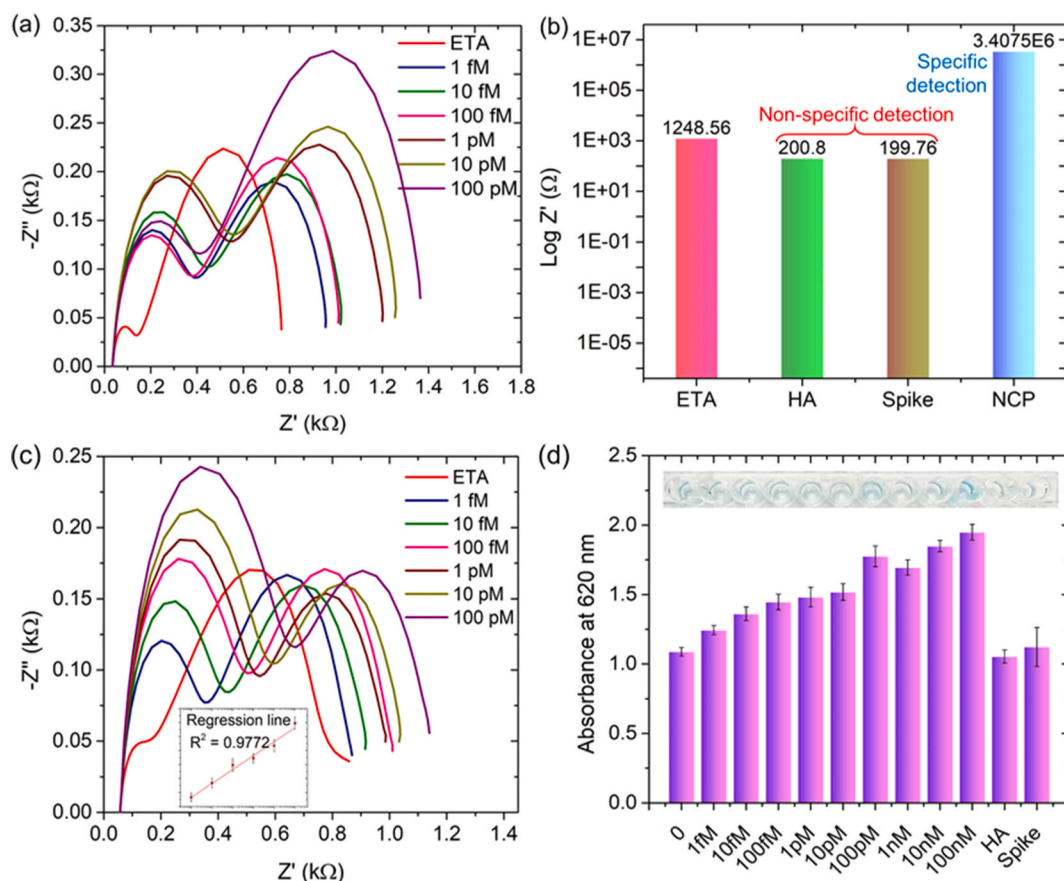 (a)
0.35
0.30
0.25
0.20
0.15
0.10
0.05
0.00
-Z" (kΩ)
0.0 0.2 0.4 0.6 0.8 1.0 1.2 1.4 1.6 1.8
Z' (kΩ)
ETA
1 fM
10 fM
100 fM
1 pM
10 pM
100 pM
(b)
1E+07
1E+05
1E+03
1E+01
1E-01
1E-03
1E-05
Log Z' (Ω)
3.4075E6
Specific
detection
Non-specific detection
1248.56
200.8
199.76
ETA HA Spike NCP
(c)
0.25
0.20
0.15
0.10
0.05
0.00
-Z" (kΩ)
0.0 0.2 0.4 0.6 0.8 1.0 1.2 1.4
Z' (kΩ)
ETA
1 fM
10 fM
100 fM
1 pM
10 pM
100 pM
Regression line
R² = 0.9772
(d)
2.5
2.0
1.5
1.0
0.5
0.0
Absorbance at 620 nm
0 1fM 10fM 100fM 1pM 10pM 100pM 1nM 10nM 100nM HA Spike